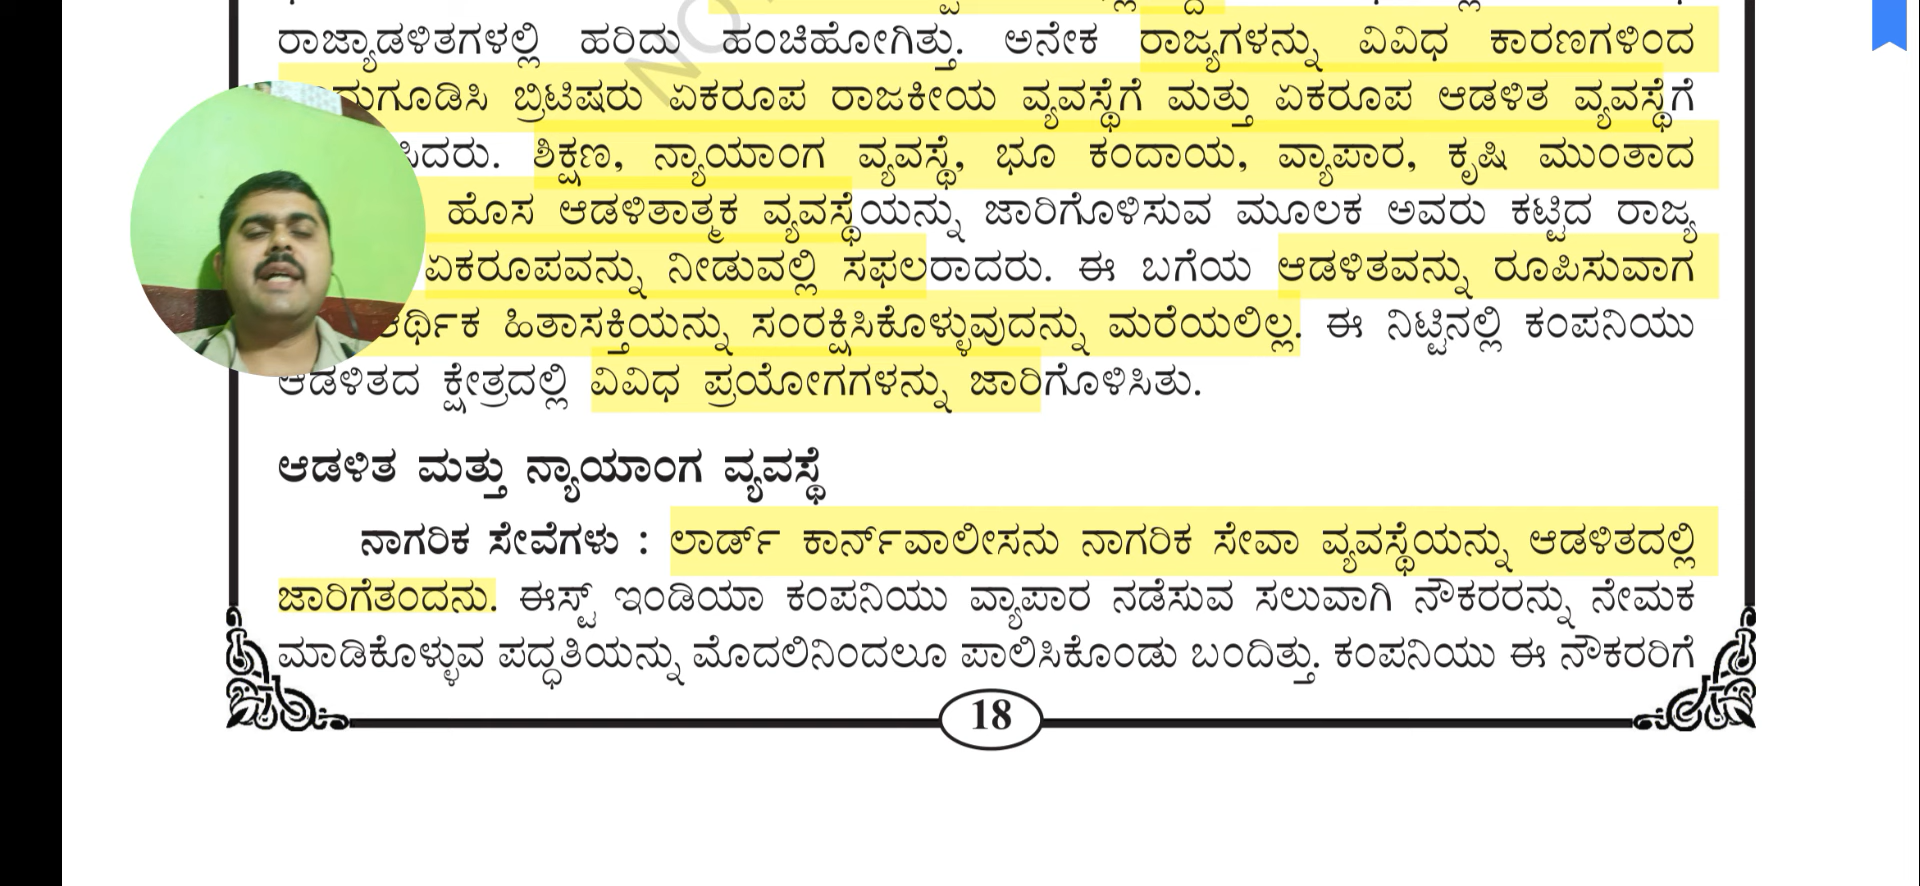 ರಾಜ್ಯಾಡಳಿತಗಳಲ್ಲಿ ಹರಿದು ಹಂಚಿಹೋಗಿತ್ತು. ಅನೇಕ ರಾಜ್ಯಗಳನ್ನು ವಿವಿಧ ಕಾರಣಗಳಿಂದ
ಬ್ರಿಟಿಷರು ಏಕರೂಪ ರಾಜಕೀಯ ವ್ಯವಸ್ಥೆಗೆ ಮತ್ತು ಏಕರೂಪ ಆಡಳಿತ ವ್ಯವಸ್ಥೆಗೆ
ಶಿಕ್ಷಣ, ನ್ಯಾಯಾಂಗ ವ್ಯವಸ್ಥೆ, ಭೂ ಕಂದಾಯ, ವ್ಯಾಪಾರ, ಕೃಷಿ ಮುಂತಾದ
ಹೊಸ ಆಡಳಿತಾತ್ಮಕ ವ್ಯವಸ್ಥೆಯನ್ನು ಜಾರಿಗೊಳಿಸುವ ಮೂಲಕ ಅವರು ಕಟ್ಟಿದ ರಾಜ್ಯ
ಏಕರೂಪವನ್ನು ನೀಡುವಲ್ಲಿ ಸಫಲರಾದರು. ಈ ಬಗೆಯ ಆಡಳಿತವನ್ನು ರೂಪಿಸುವಾಗ
ಹಿತಾಸಕ್ತಿಯನ್ನು ಸಂರಕ್ಷಿಸಿಕೊಳ್ಳುವುದನ್ನು ಮರೆಯಲಿಲ್ಲ. ಈ ನಿಟ್ಟಿನಲ್ಲಿ ಕಂಪನಿಯು
ಆಡಳಿತದ ಕ್ಷೇತ್ರದಲ್ಲಿ ವಿವಿಧ ಪ್ರಯೋಗಗಳನ್ನು ಜಾರಿಗೊಳಿಸಿತು.
ಆಡಳಿತ ಮತ್ತು ನ್ಯಾಯಾಂಗ ವ್ಯವಸ್ಥೆ
ನಾಗರಿಕ ಸೇವೆಗಳು : ಲಾರ್ಡ್ ಕಾರ್ನ್‌ವಾಲೀಸನು ನಾಗರಿಕ ಸೇವಾ ವ್ಯವಸ್ಥೆಯನ್ನು ಆಡಳಿತದಲ್ಲಿ
ಜಾರಿಗೆತಂದನು. ಈಸ್ಟ್ ಇಂಡಿಯಾ ಕಂಪನಿಯು ವ್ಯಾಪಾರ ನಡೆಸುವ ಸಲುವಾಗಿ ನೌಕರರನ್ನು ನೇಮಕ
ಮಾಡಿಕೊಳ್ಳುವ ಪದ್ಧತಿಯನ್ನು ಮೊದಲಿನಿಂದಲೂ ಪಾಲಿಸಿಕೊಂಡು ಬಂದಿತ್ತು. ಕಂಪನಿಯು ಈ ನೌಕರರಿಗೆ
18